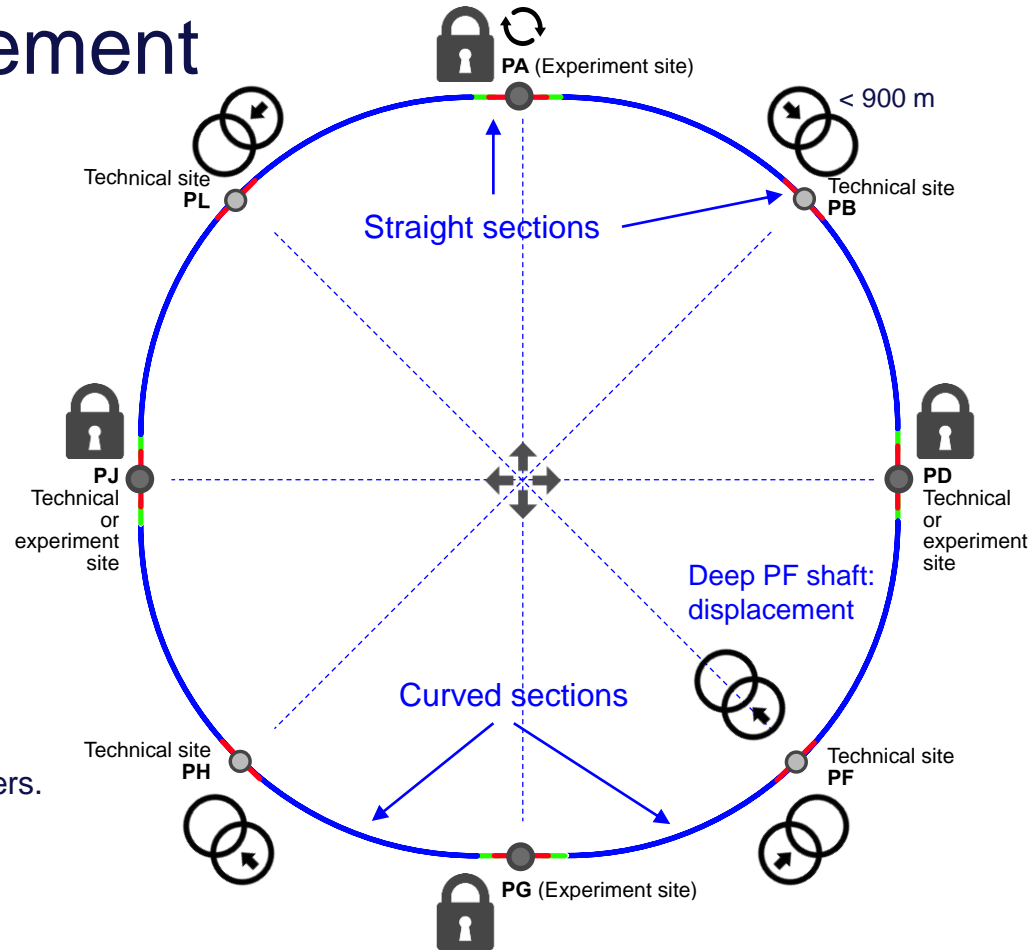 ement
PA (Experiment site)
< 900 m
Technical site
PL
Technical site
PB
Straight sections
PJ
Technical
or
experiment
site
PD
Technical
or
experiment
site
Deep PF shaft:
displacement
Curved sections
Technical site
PH
Technical site
PF
ers.
PG (Experiment site)